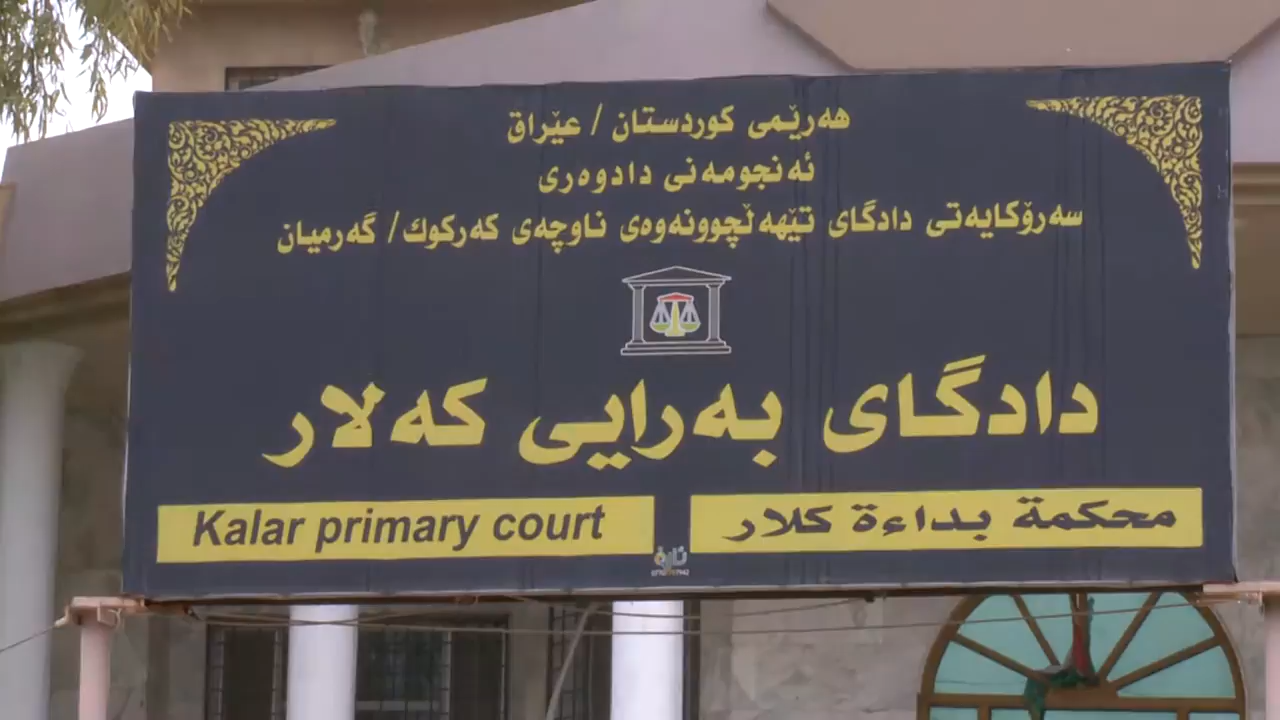 هەرێمی کوردستان / عێراق
ئەنجومەنی دادوەری
سەرۆکایەتی دادگای تێهەڵچوونەوەی ناوچەی کەرکوك/ گەرمیان
دادگای بەرایی کەلار
محكمة بداءة كلار
Kalar primary court